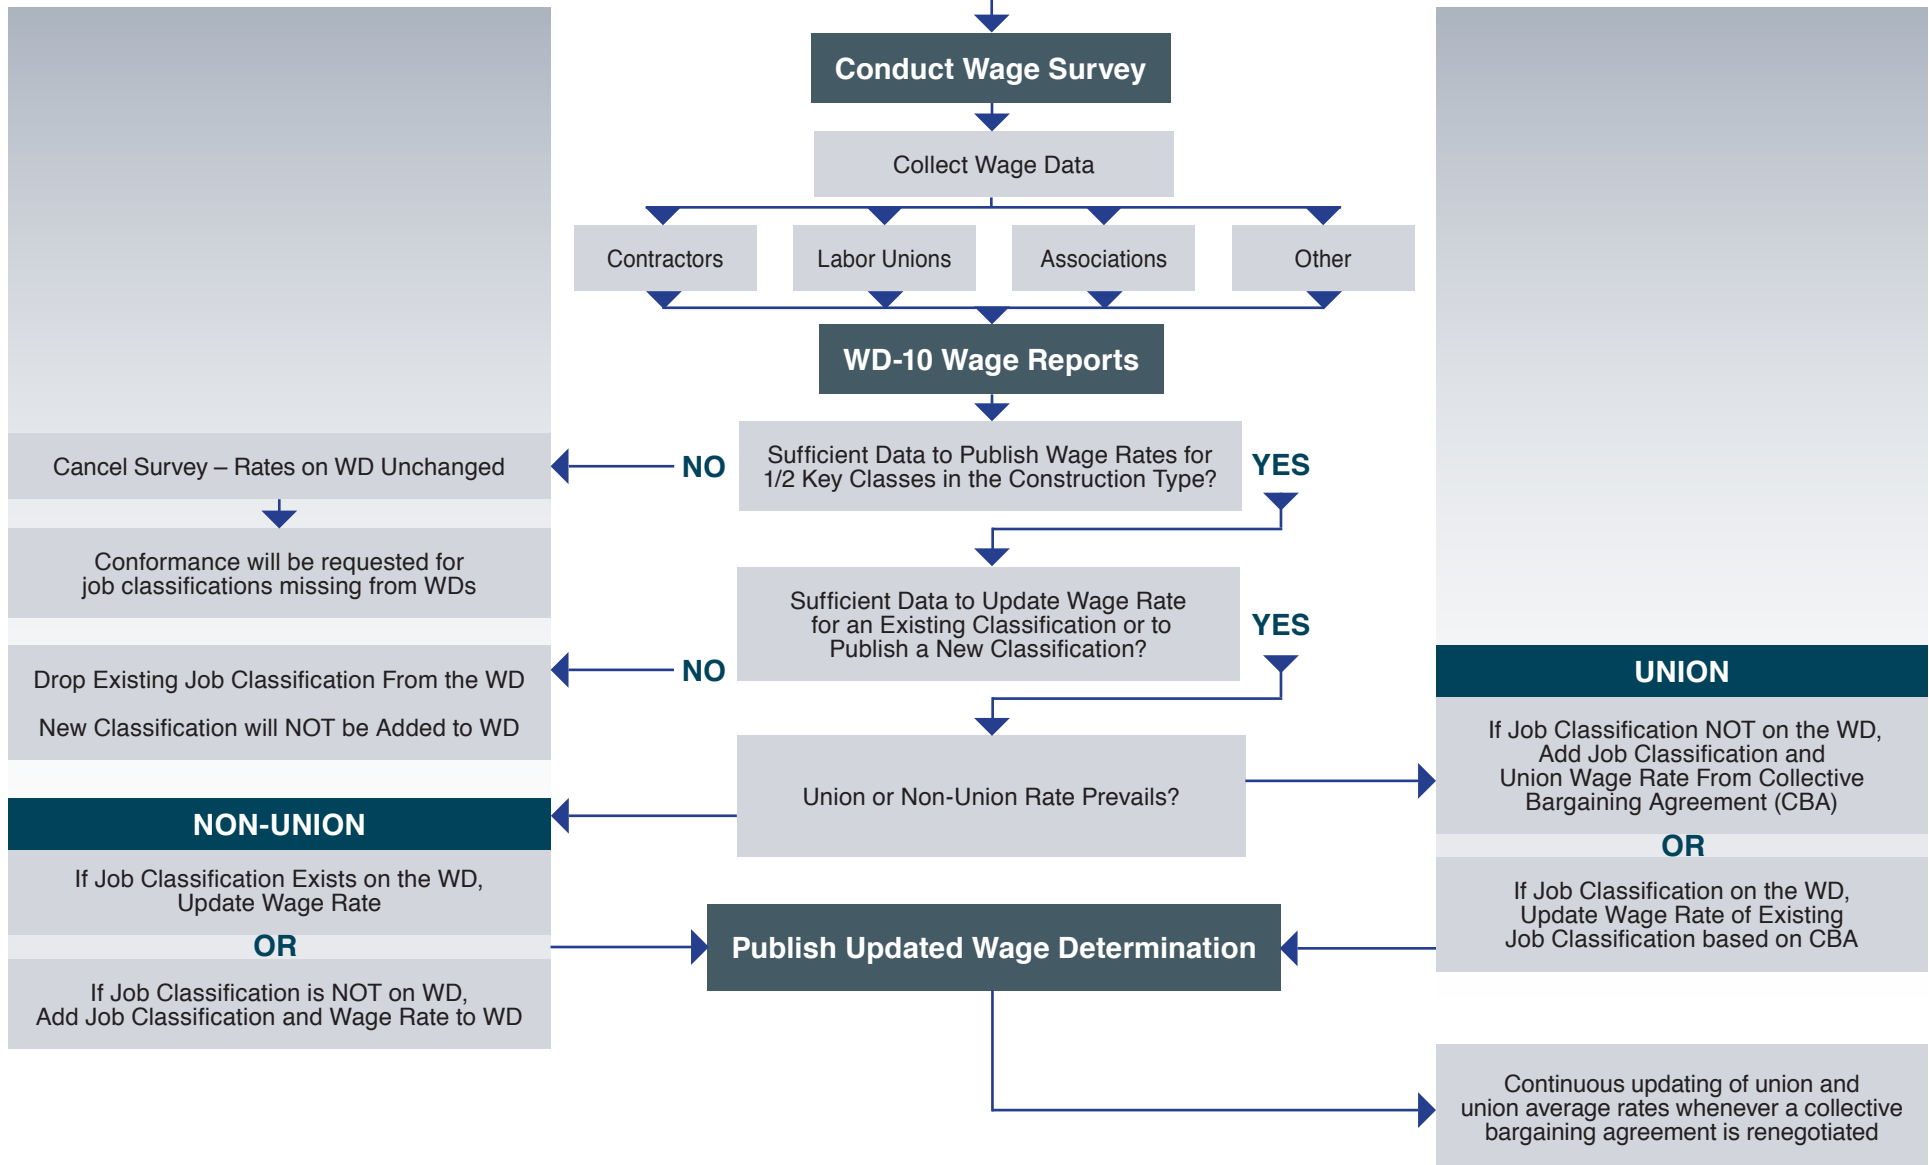 Conduct Wage Survey
Collect Wage Data
Contractors
Labor Unions
Associations
Other
WD-10 Wage Reports
Sufficient Data to Publish Wage Rates for
1/2 Key Classes in the Construction Type?
NO
YES
Cancel Survey – Rates on WD Unchanged
Conformance will be requested for
job classifications missing from WDs
Sufficient Data to Update Wage Rate
for an Existing Classification or to
Publish a New Classification?
NO
YES
Drop Existing Job Classification From the WD
New Classification will NOT be Added to WD
Union or Non-Union Rate Prevails?
UNION
If Job Classification NOT on the WD,
Add Job Classification and
Union Wage Rate From Collective
Bargaining Agreement (CBA)
OR
If Job Classification on the WD,
Update Wage Rate of Existing
Job Classification based on CBA
NON-UNION
If Job Classification Exists on the WD,
Update Wage Rate
OR
If Job Classification is NOT on WD,
Add Job Classification and Wage Rate to WD
Publish Updated Wage Determination
Continuous updating of union and
union average rates whenever a collective
bargaining agreement is renegotiated